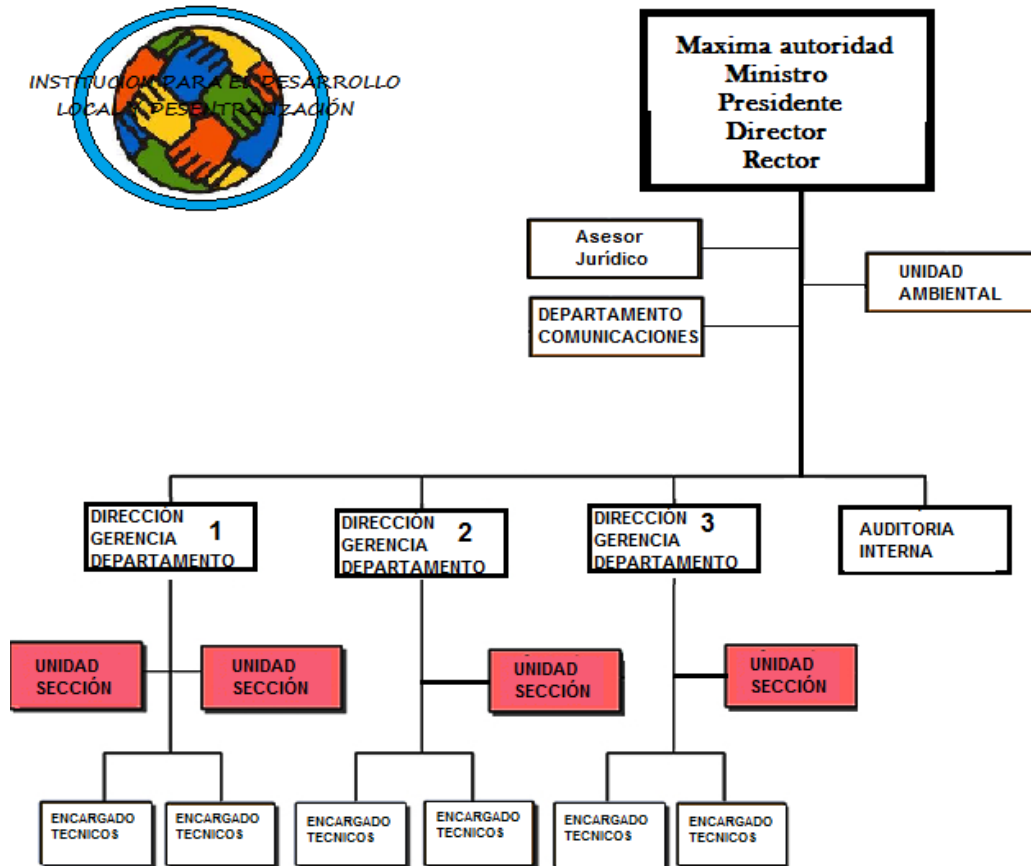 INSTITUCION PARA EL DESARROLLO
LOCAL Y DESENTRANZACIÓN
Maxima autoridad
Ministro
Presidente
Director
Rector
Asesor
Jurídico
UNIDAD
AMBIENTAL
DEPARTAMENTO
COMUNICACIONES
DIRECCIÓN 1
GERENCIA
DEPARTAMENTO
DIRECCIÓN 2
GERENCIA
DEPARTAMENTO
DIRECCIÓN 3
GERENCIA
DEPARTAMENTO
AUDITORIA
INTERNA
UNIDAD
SECCIÓN
UNIDAD
SECCIÓN
UNIDAD
SECCIÓN
UNIDAD
SECCIÓN
ENCARGADO
TECNICOS
ENCARGADO
TECNICOS
ENCARGADO
TECNICOS
ENCARGADO
TECNICOS
ENCARGADO
TECNICOS
ENCARGADO
TECNICOS